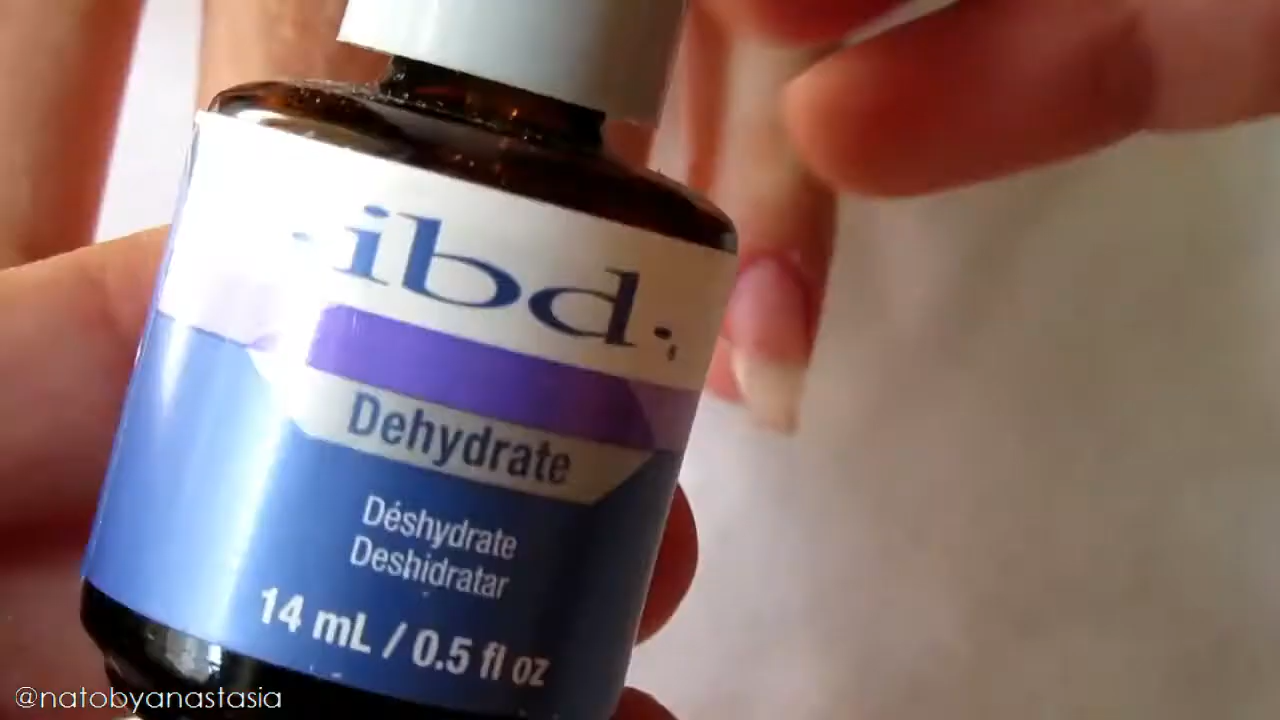 ibd
Dehydrate
Déshydrate
Deshidratar
14 mL / 0.5 fl oz
@natobyanastasia